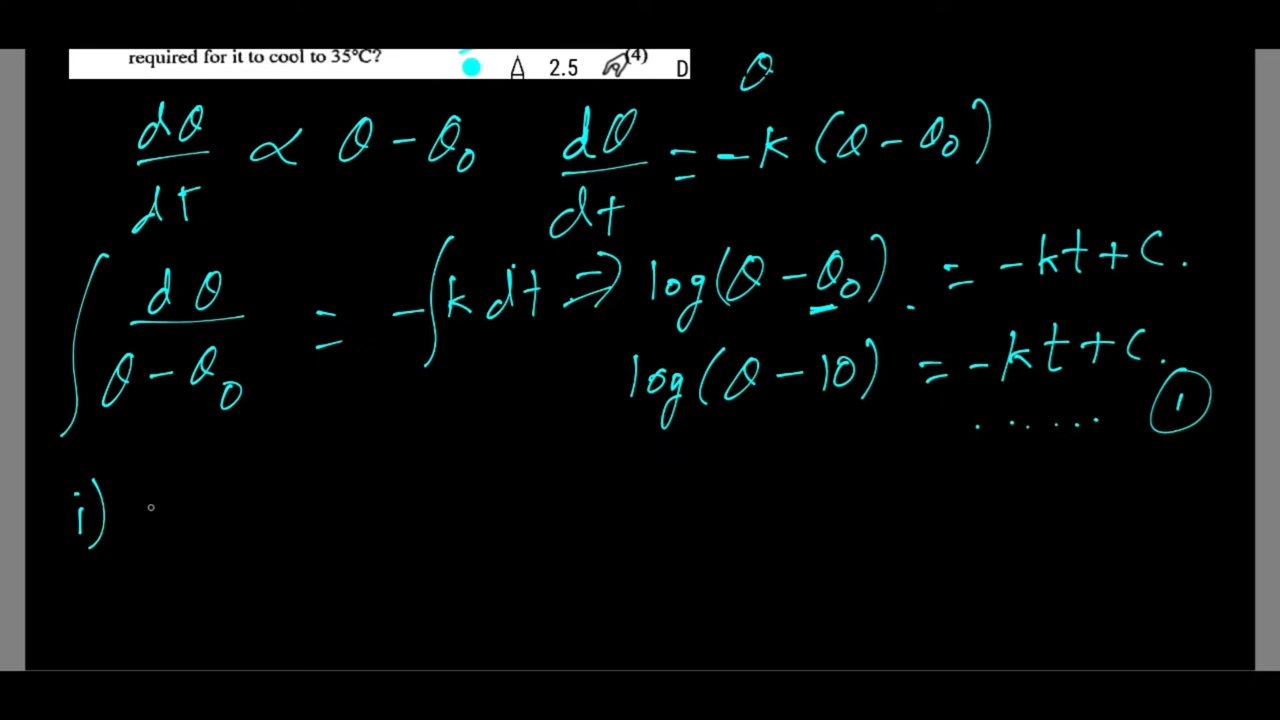 required for it to cool to 35°C? A 2.5 (4) D
θ
dθ/dt ∝ θ - θ₀ dθ/dt = -k (θ - θ₀)
∫ dθ/(θ - θ₀) = -∫k dt ⇒ log(θ - θ₀). = -kt + C.
log(θ - 10) = -kt + C.
...... ①
i)